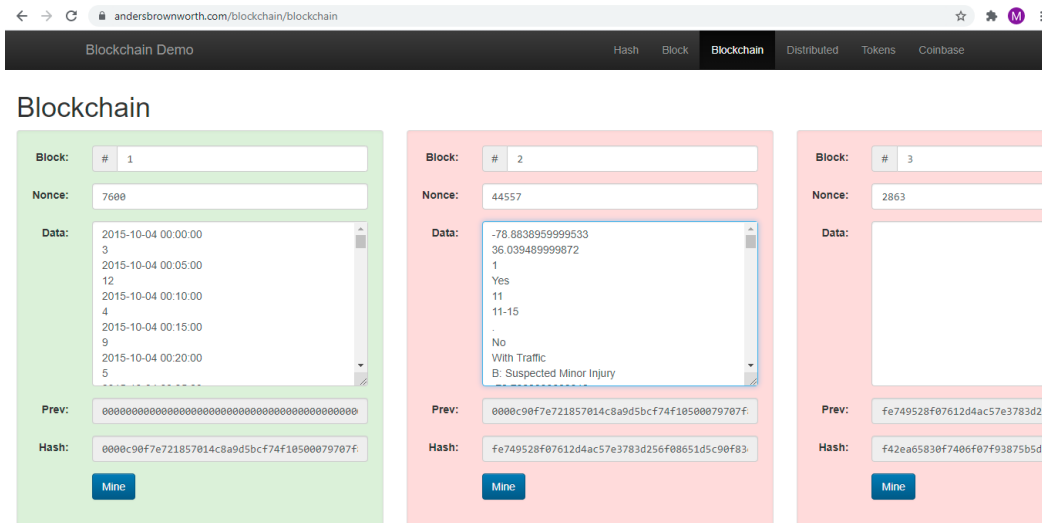 andersbrownworth.com/blockchain/blockchain
M
Blockchain Demo
Hash Block Blockchain Distributed Tokens Coinbase
Blockchain
Block: # 1
Nonce: 7600
Data:
2015-10-04 00:00:00
3
2015-10-04 00:05:00
12
2015-10-04 00:10:00
4
2015-10-04 00:15:00
9
2015-10-04 00:20:00
5
Prev:
Hash: 0000c90f7e721857014c8a9d5bcf74f10500079707f
Mine
Block: # 2
Nonce: 44557
Data:
-78.8838959999533
36.039489999872
1
Yes
11
11-15
.
No
With Traffic
B: Suspected Minor Injury
Prev: 0000c90f7e721857014c8a9d5bcf74f10500079707f
Hash: fe749528f07612d4ac57e3783d256f08651d5c90f83
Mine
Block: # 3
Nonce: 2863
Data:
Prev: fe749528f07612d4ac57e3783d2
Hash: f42ea65830f7406f07f93875b5d
Mine